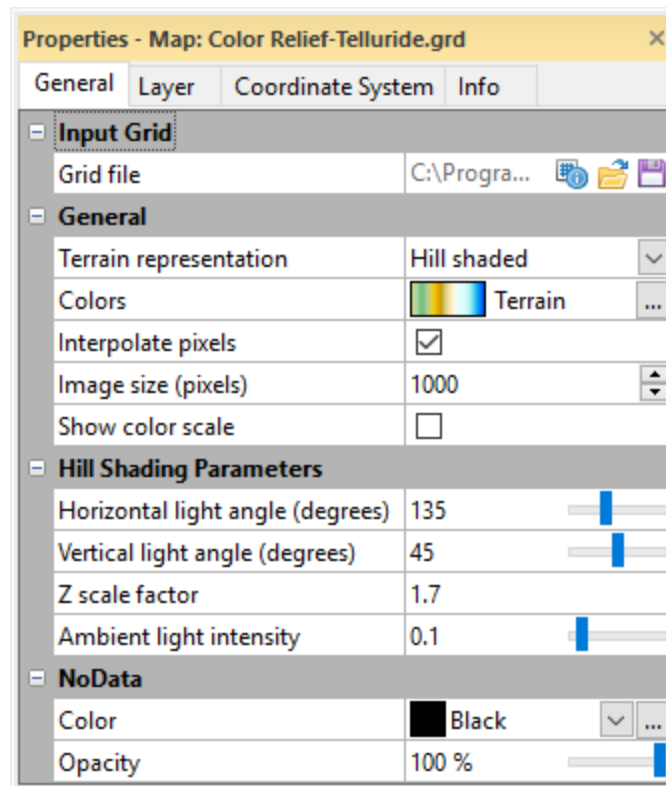 Properties - Map: Color Relief-Telluride.grd
General Layer Coordinate System Info
Input Grid
Grid file C:\Progra...
General
Terrain representation Hill shaded
Colors Terrain ...
Interpolate pixels
Image size (pixels) 1000
Show color scale
Hill Shading Parameters
Horizontal light angle (degrees) 135
Vertical light angle (degrees) 45
Z scale factor 1.7
Ambient light intensity 0.1
NoData
Color Black ...
Opacity 100 %